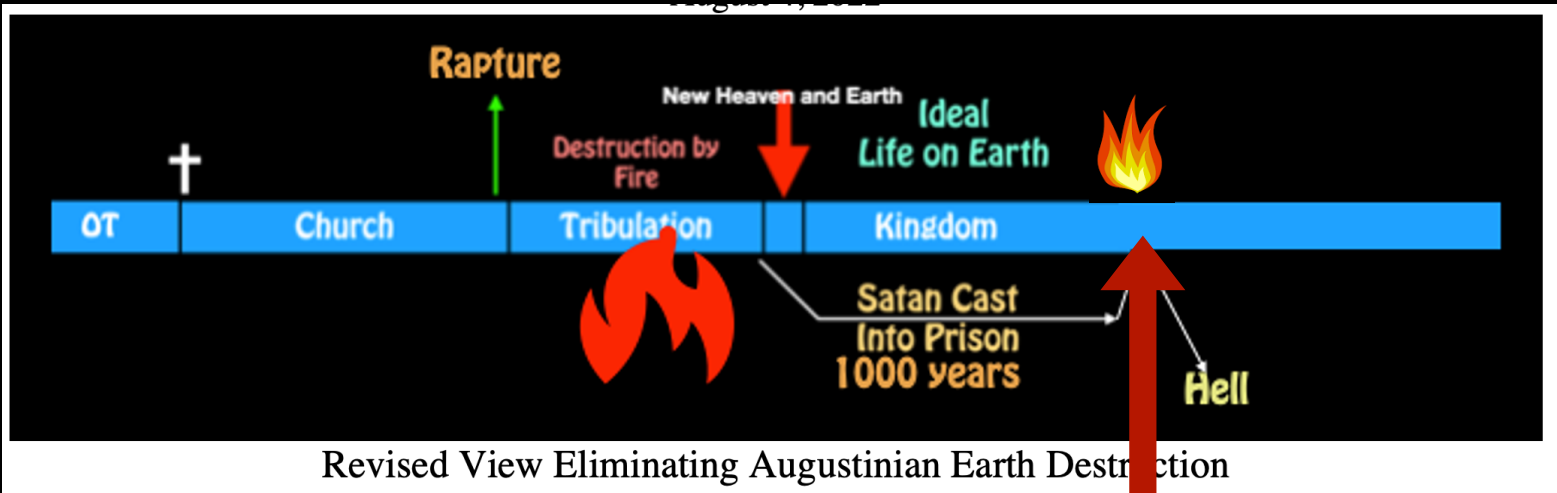 Rapture
New Heaven and Earth
Ideal
Life on Earth
Destruction by
Fire
OT
Church
Tribulation
Kingdom
Satan Cast
Into Prison
1000 years
Hell
Revised View Eliminating Augustinian Earth Destruction